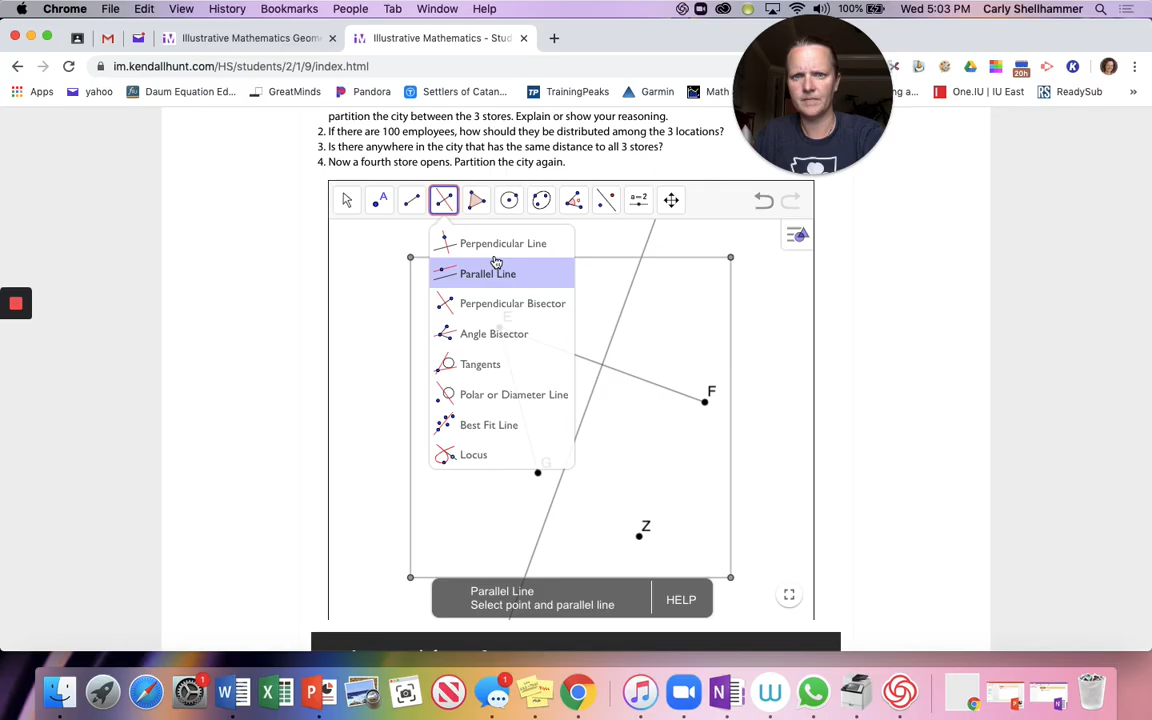 Chrome File Edit View History Bookmarks People Tab Window Help 100% Wed 5:03 PM Carly Shellhammer
Illustrative Mathematics Geome
Illustrative Mathematics - Stud
im.kendallhunt.com/HS/students/2/1/9/index.html
20h
Apps yahoo Daum Equation Ed... GreatMinds Pandora Settlers of Catan... TP TrainingPeaks Garmin Math One.IU | IU East ReadySub
partition the city between the 3 stores. Explain or show your reasoning.
2. If there are 100 employees, how should they be distributed among the 3 locations?
3. Is there anywhere in the city that has the same distance to all 3 stores?
4. Now a fourth store opens. Partition the city again.
A
a=2
Perpendicular Line
Parallel Line
Perpendicular Bisector
Angle Bisector
Tangents
Polar or Diameter Line
Best Fit Line
Locus
E
F
G
Z
Parallel Line
Select point and parallel line
HELP
1
1